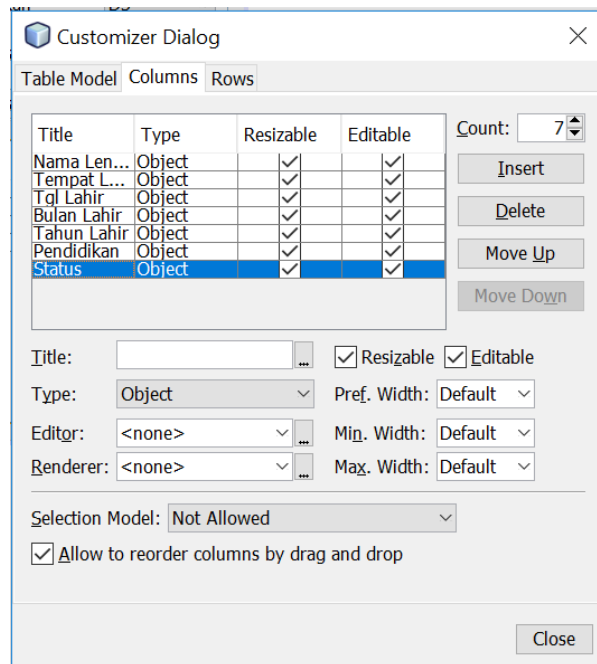 Customizer Dialog
Table Model Columns Rows
Title Type Resizable Editable
Nama Len... Object
Tempat L... Object
Tgl Lahir Object
Bulan Lahir Object
Tahun Lahir Object
Pendidikan Object
Status Object
Count: 7
Insert
Delete
Move Up
Move Down
Title: ... Resizable Editable
Type: Object Pref. Width: Default
Editor: <none> ... Min. Width: Default
Renderer: <none> ... Max. Width: Default
Selection Model: Not Allowed
Allow to reorder columns by drag and drop
Close